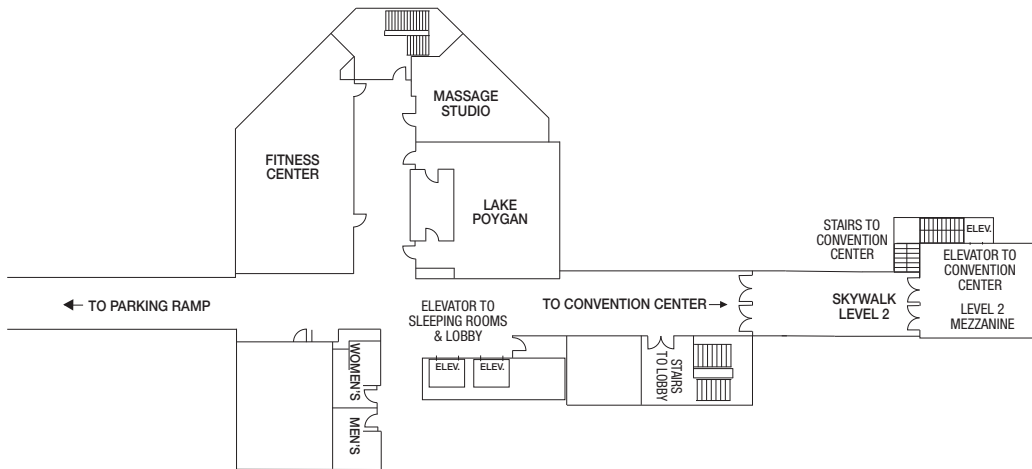 MASSAGE
STUDIO
FITNESS
CENTER
LAKE
POYGAN
STAIRS TO
CONVENTION
CENTER
ELEV.
ELEVATOR TO
CONVENTION
CENTER
LEVEL 2
MEZZANINE
← TO PARKING RAMP
ELEVATOR TO
SLEEPING ROOMS
& LOBBY
TO CONVENTION CENTER →
SKYWALK
LEVEL 2
WOMEN'S
MEN'S
ELEV.
ELEV.
STAIRS
TO LOBBY